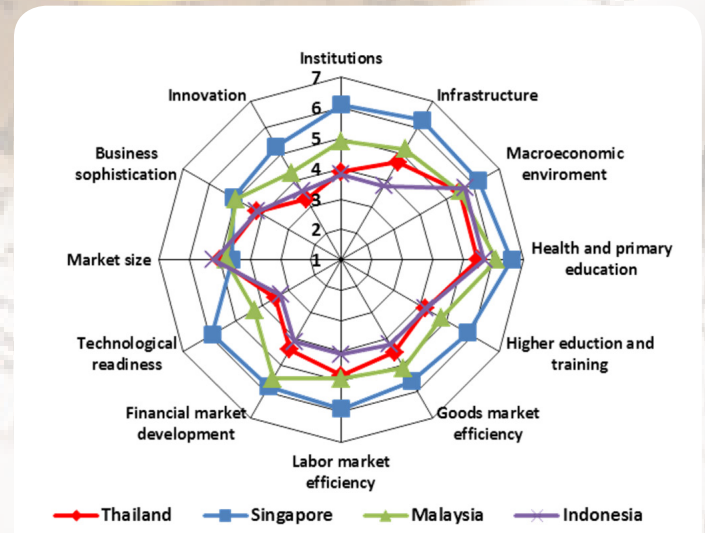 Institutions
7
6
5
4
3
2
1
Infrastructure
Macroeconomic
enviroment
Health and primary
education
Higher eduction and
training
Goods market
efficiency
Labor market
efficiency
Financial market
development
Technological
readiness
Market size
Business
sophistication
Innovation
Thailand
Singapore
Malaysia
Indonesia